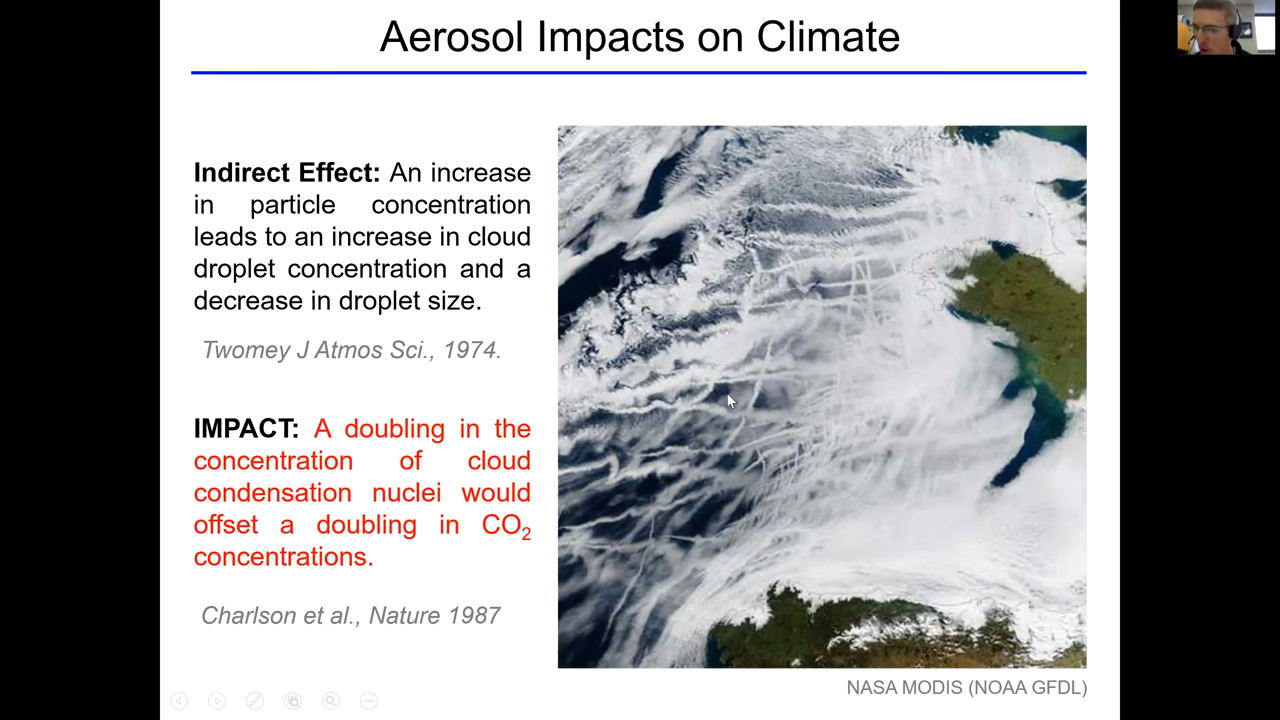 Aerosol Impacts on Climate
Indirect Effect: An increase
in particle concentration
leads to an increase in cloud
droplet concentration and a
decrease in droplet size.
Twomey J Atmos Sci., 1974.
IMPACT: A doubling in the
concentration of cloud
condensation nuclei would
offset a doubling in CO₂
concentrations.
Charlson et al., Nature 1987
NASA MODIS (NOAA GFDL)